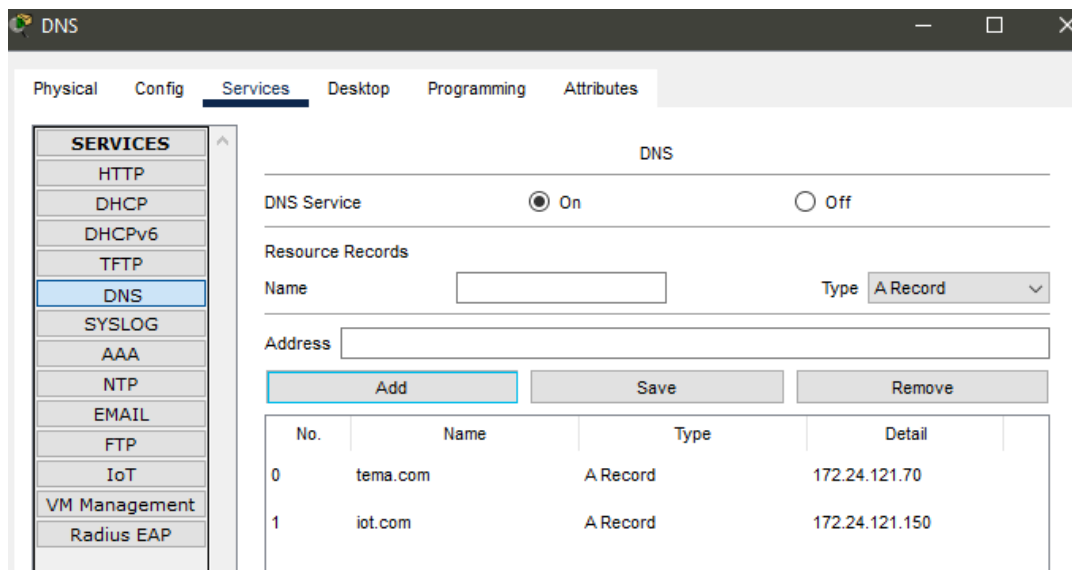 DNS
Physical Config Services Desktop Programming Attributes
SERVICES
HTTP
DHCP
DHCPv6
TFTP
DNS
SYSLOG
AAA
NTP
EMAIL
FTP
IoT
VM Management
Radius EAP
DNS
DNS Service On Off
Resource Records
Name Type A Record
Address
Add Save Remove
No. Name Type Detail
0 tema.com A Record 172.24.121.70
1 iot.com A Record 172.24.121.150